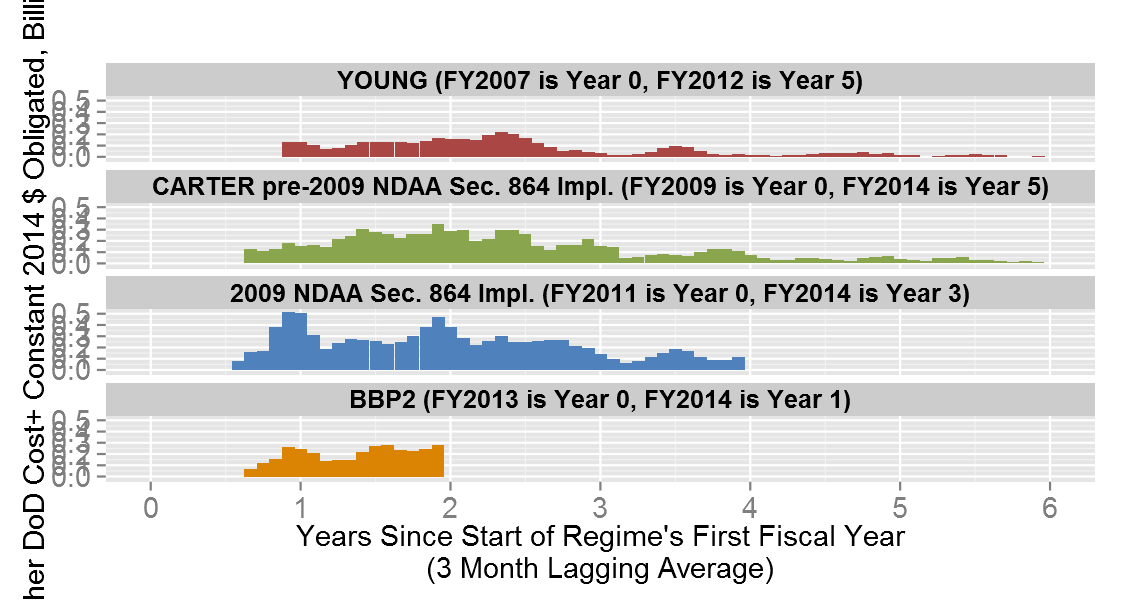 her DoD Cost+ Constant 2014 $ Obligated, Billi
YOUNG (FY2007 is Year 0, FY2012 is Year 5)
0.5
0.0
CARTER pre-2009 NDAA Sec. 864 Impl. (FY2009 is Year 0, FY2014 is Year 5)
0.5
0.0
2009 NDAA Sec. 864 Impl. (FY2011 is Year 0, FY2014 is Year 3)
0.5
0.0
BBP2 (FY2013 is Year 0, FY2014 is Year 1)
0.5
0.0
0 1 2 3 4 5 6
Years Since Start of Regime's First Fiscal Year
(3 Month Lagging Average)